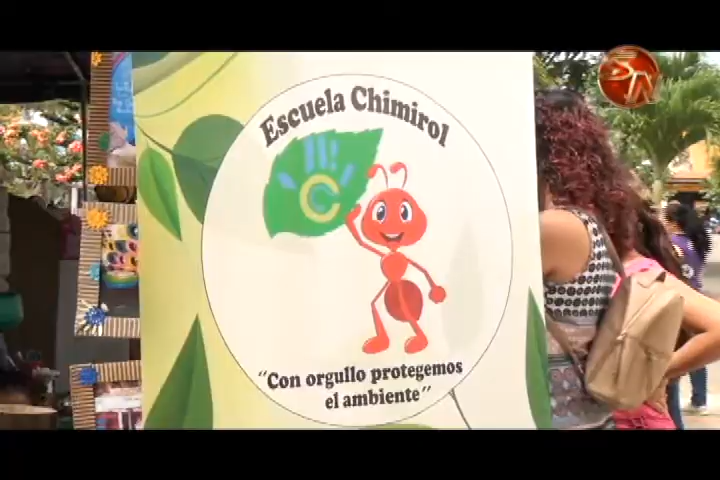 Escuela Chimirol
C
"Con orgullo protegemos
el ambiente"